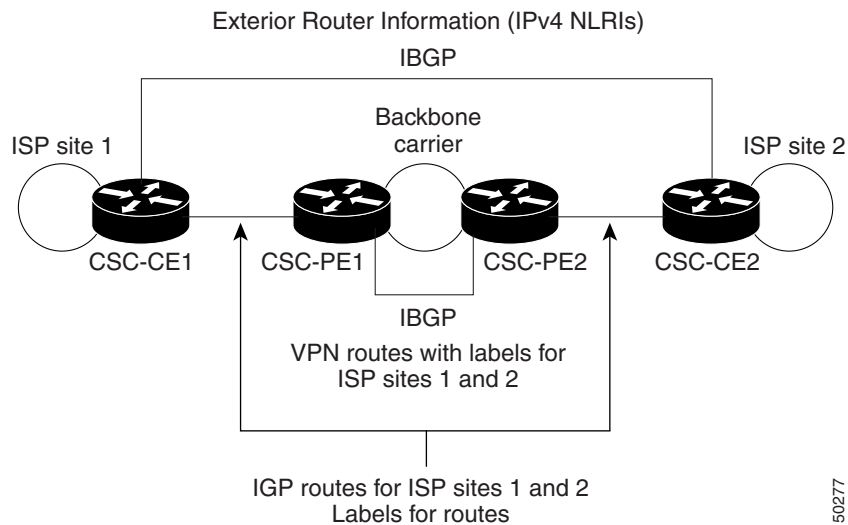 Exterior Router Information (IPv4 NLRIs)
IBGP
ISP site 1
Backbone
carrier
ISP site 2
CSC-CE1
CSC-PE1
CSC-PE2
CSC-CE2
IBGP
VPN routes with labels for
ISP sites 1 and 2
IGP routes for ISP sites 1 and 2
Labels for routes
50277